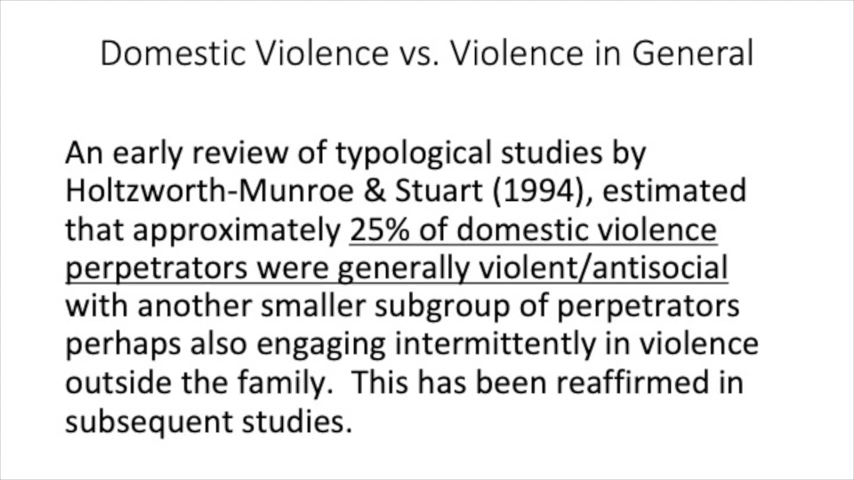 Domestic Violence vs. Violence in General
An early review of typological studies by
Holtzworth-Munroe & Stuart (1994), estimated
that approximately 25% of domestic violence
perpetrators were generally violent/antisocial
with another smaller subgroup of perpetrators
perhaps also engaging intermittently in violence
outside the family.  This has been reaffirmed in
subsequent studies.